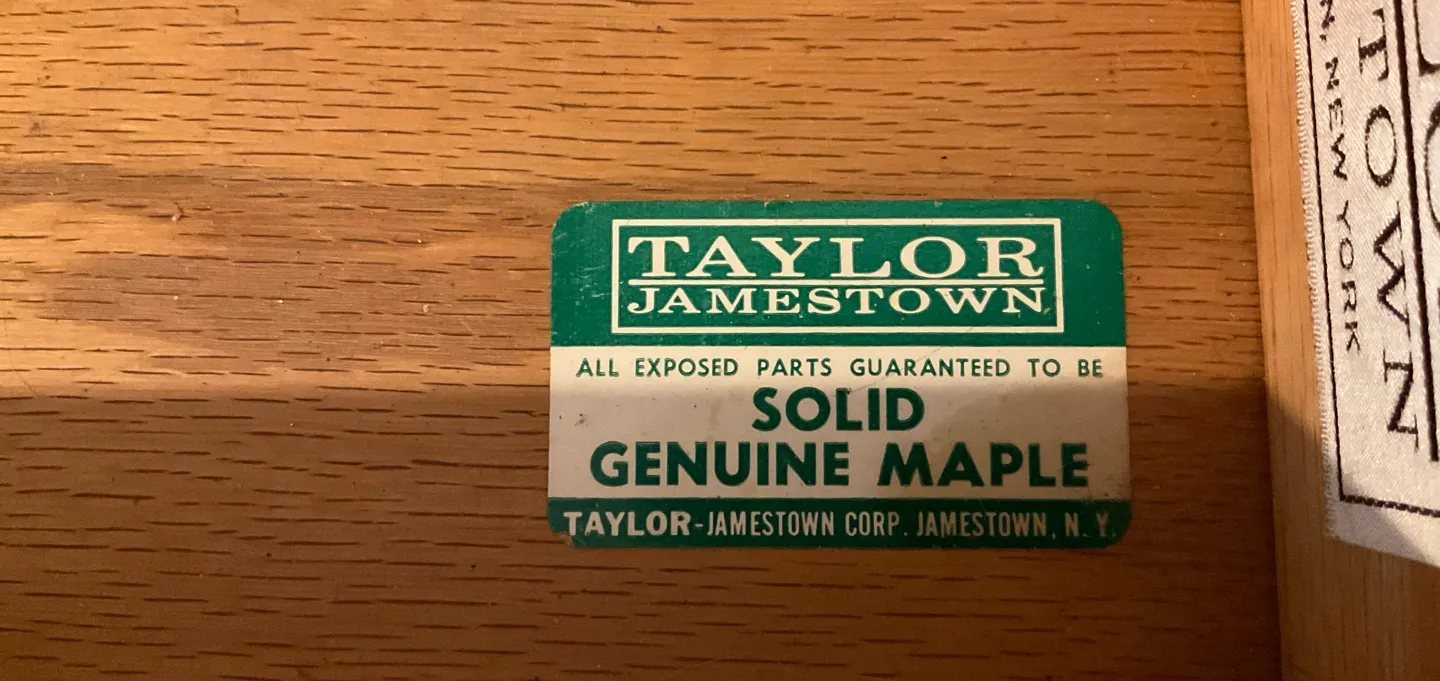 TAYLOR
JAMESTOWN
ALL EXPOSED PARTS GUARANTEED TO BE
SOLID
GENUINE MAPLE
TAYLOR-JAMESTOWN CORP. JAMESTOWN, N.Y.
TOWN
NEW YORK